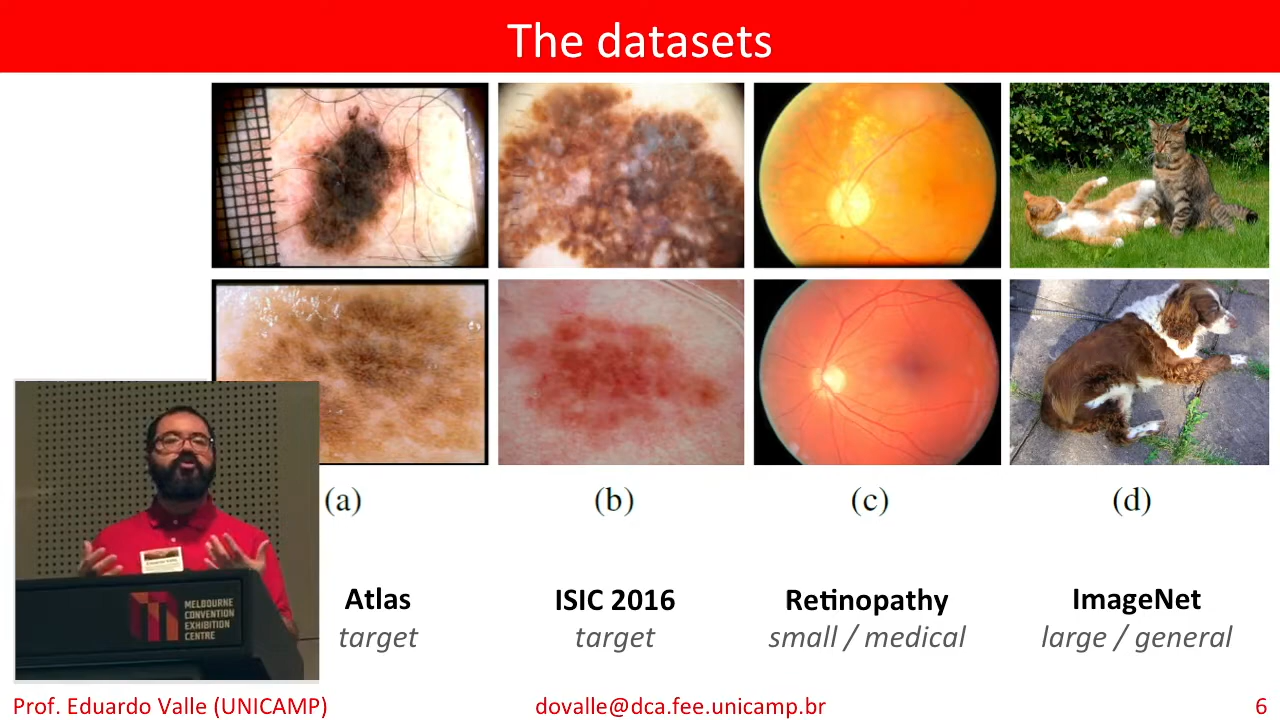 The datasets
(a)
(b)
(c)
(d)
Atlas
target
ISIC 2016
target
Retinopathy
small / medical
ImageNet
large / general
MELBOURNE
CONVENTION
EXHIBITION
CENTRE
Prof. Eduardo Valle (UNICAMP)
dovalle@dca.fee.unicamp.br
6